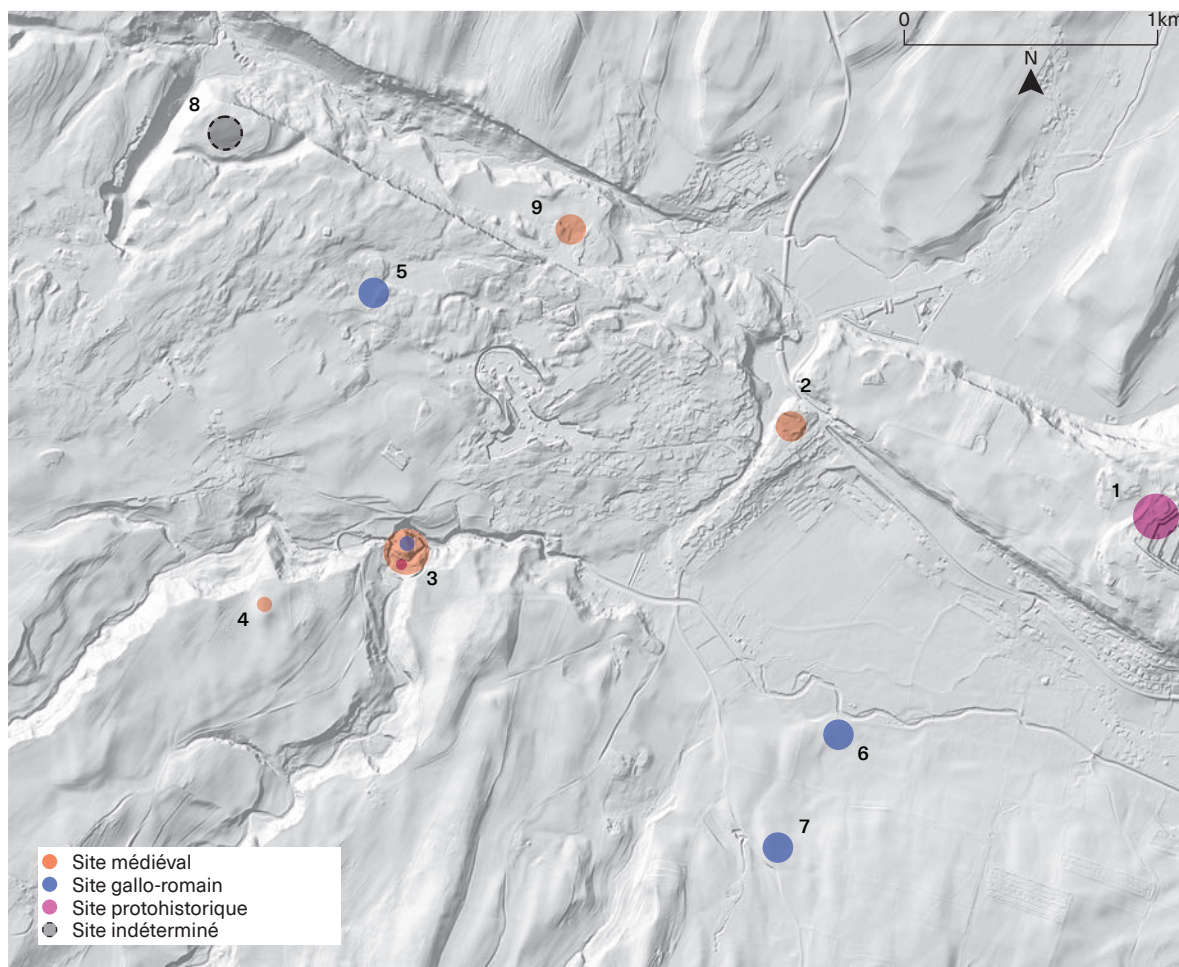 0 1km
N
8
9
5
2
1
3
4
6
7
Site médiéval
Site gallo-romain
Site protohistorique
Site indéterminé